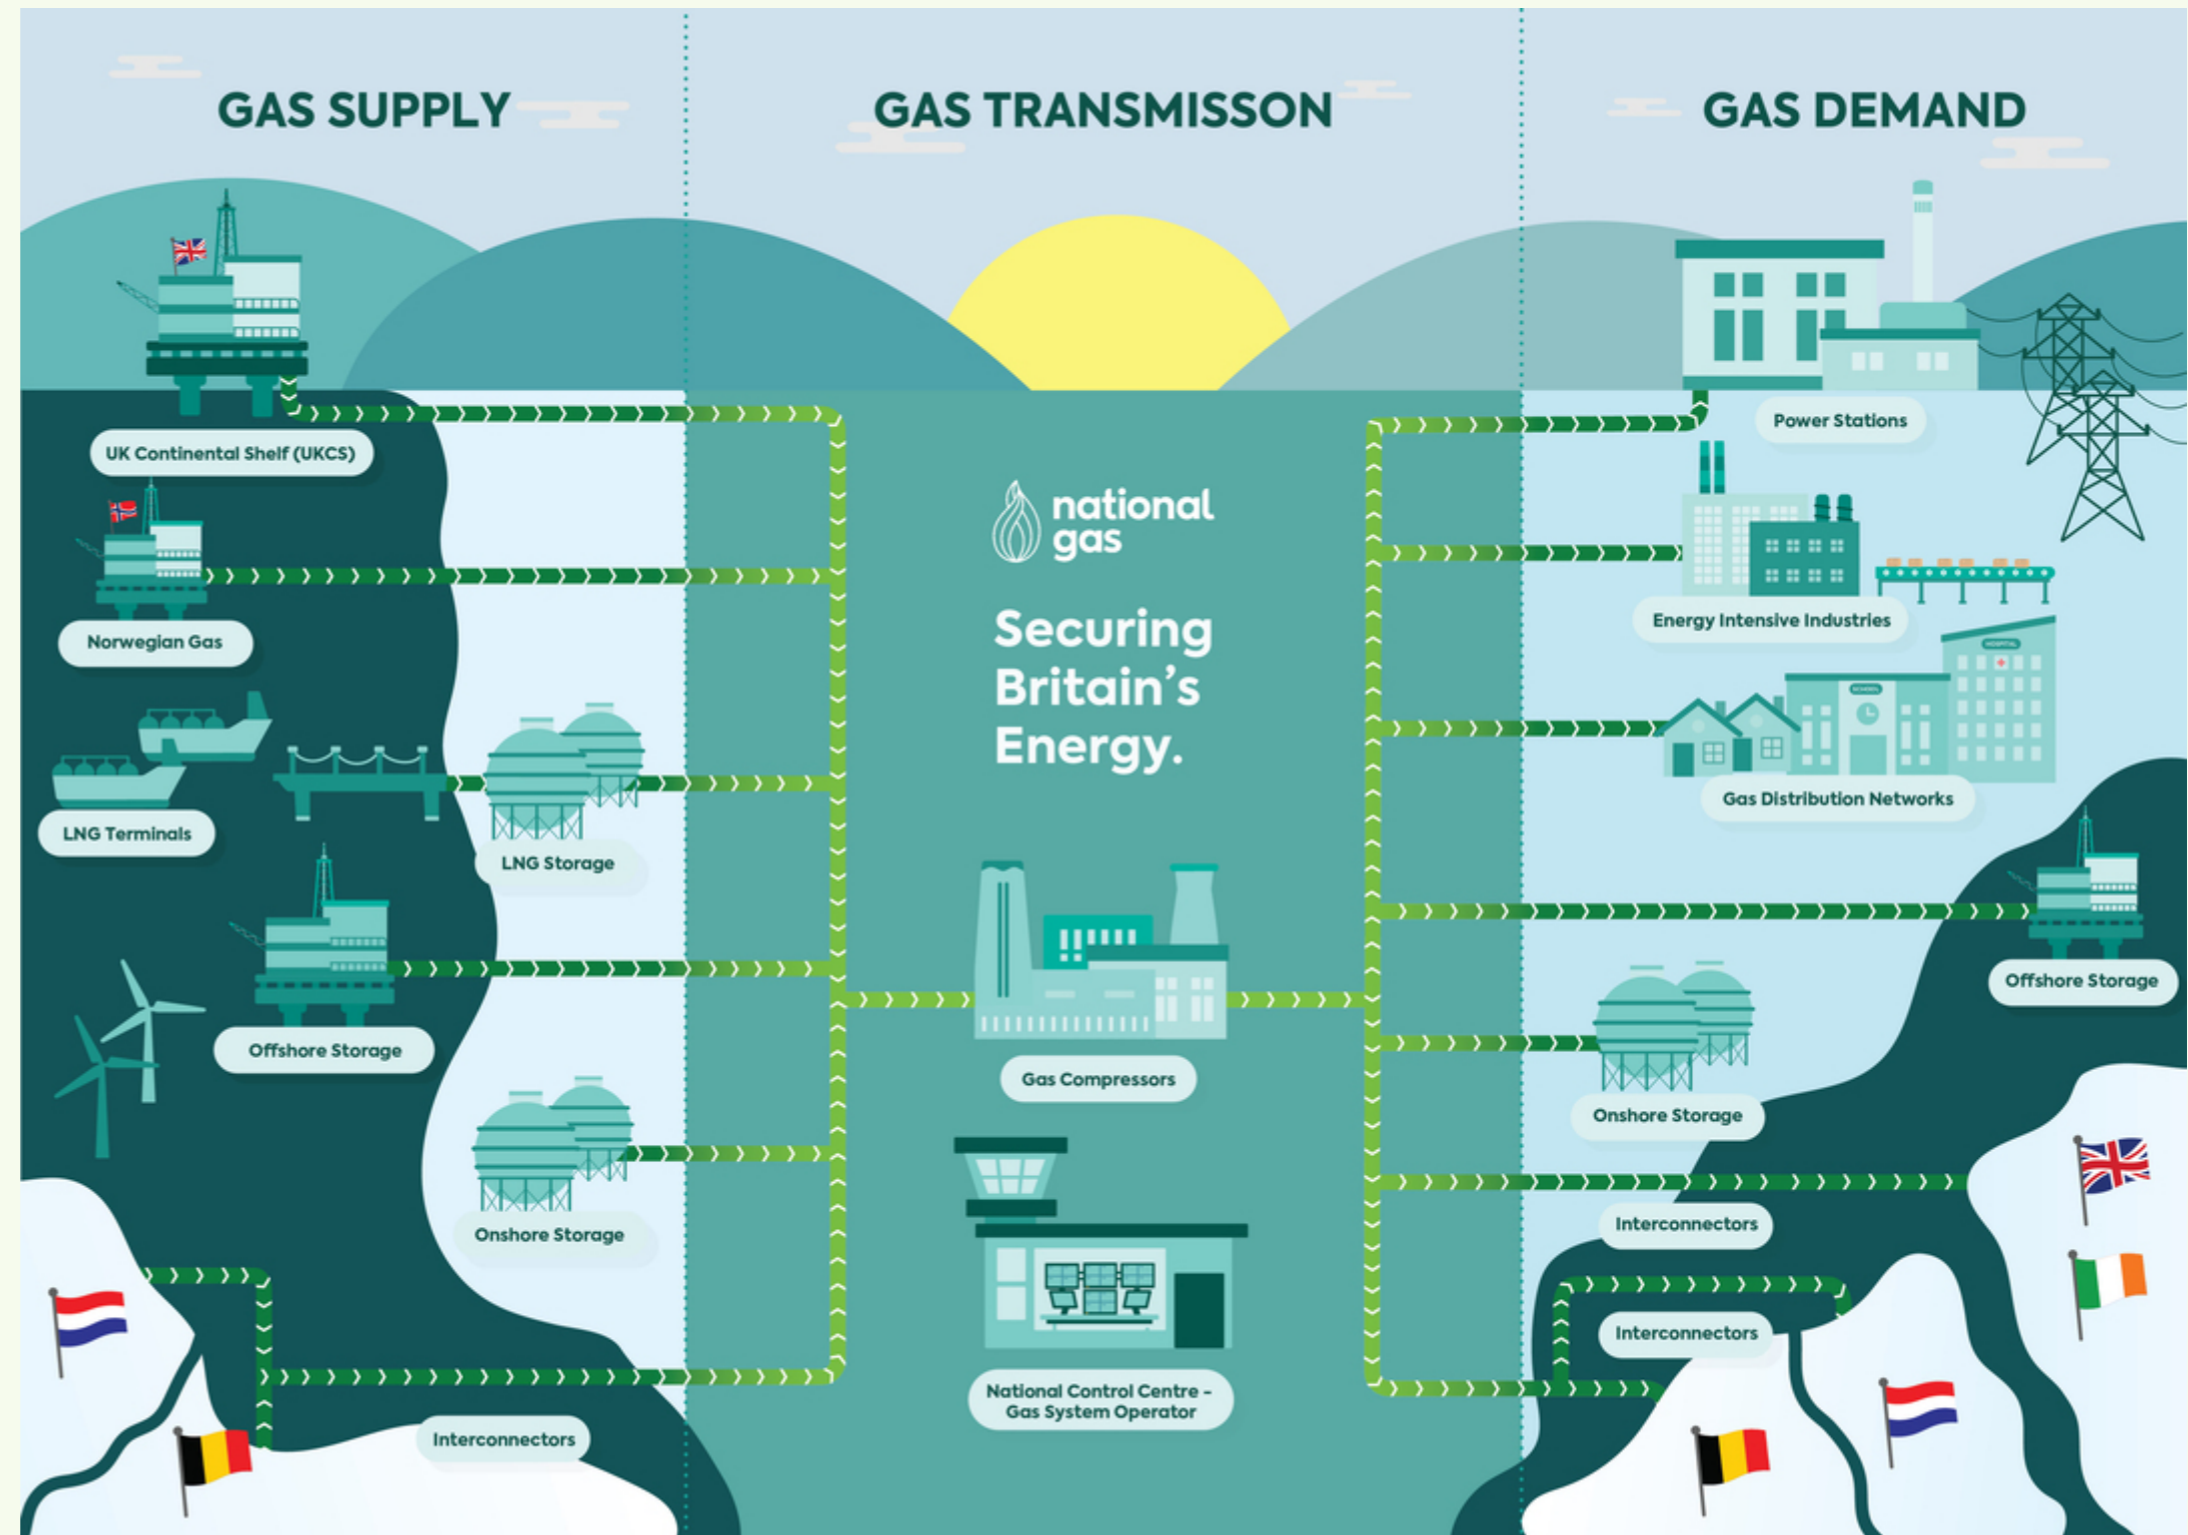 GAS SUPPLY
GAS TRANSMISSON
GAS DEMAND
UK Continental Shelf (UKCS)
Norwegian Gas
LNG Terminals
LNG Storage
Offshore Storage
Onshore Storage
Interconnectors
national
gas
Securing
Britain's
Energy.
Gas Compressors
National Control Centre -
Gas System Operator
Power Stations
Energy Intensive Industries
HOSPITAL
SCHOOL
Gas Distribution Networks
Offshore Storage
Onshore Storage
Interconnectors
Interconnectors